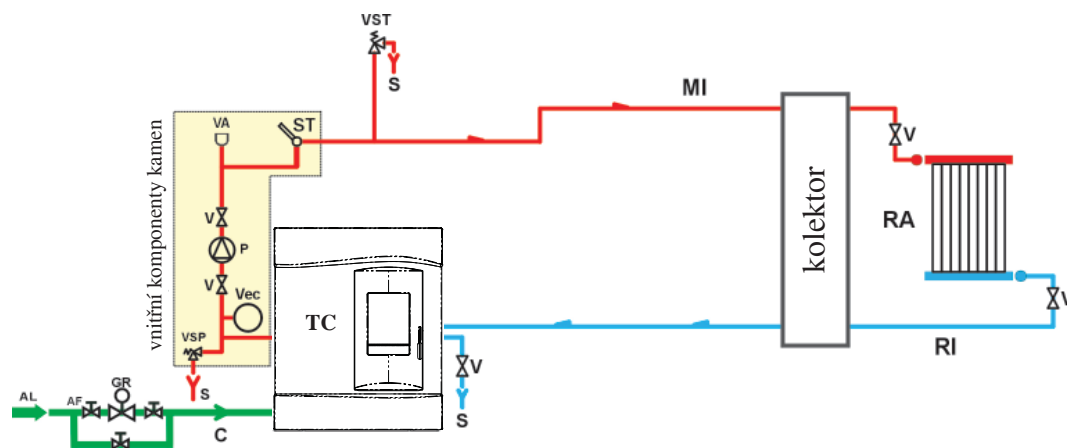 VST
S
MI
VA
ST
V
vnitřní komponenty kamen
kolektor
RA
V
P
V
Vec
TC
V
VSP
RI
V
S
AL
AF
GR
S
C